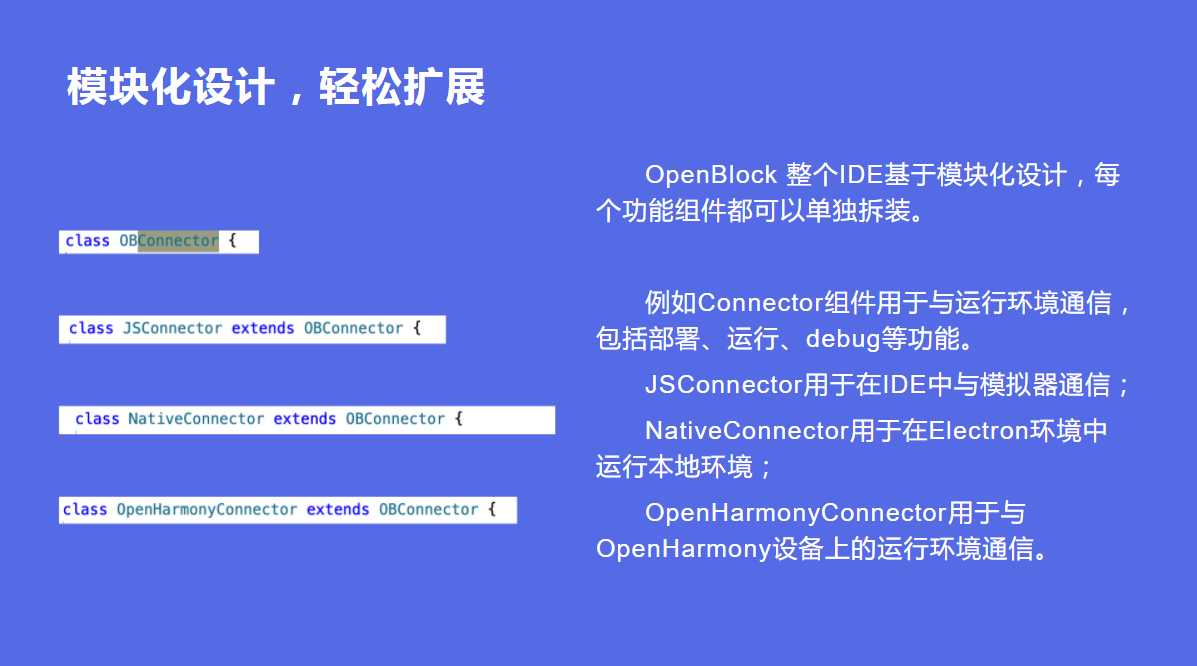 模块化设计，轻松扩展
class OBConnector {
class JSConnector extends OBConnector {
class NativeConnector extends OBConnector {
class OpenHarmonyConnector extends OBConnector {
OpenBlock 整个IDE基于模块化设计，每
个功能组件都可以单独拆装。
例如Connector组件用于与运行环境通信，
包括部署、运行、debug等功能。
JSConnector用于在IDE中与模拟器通信；
NativeConnector用于在Electron环境中
运行本地环境；
OpenHarmonyConnector用于与
OpenHarmony设备上的运行环境通信。